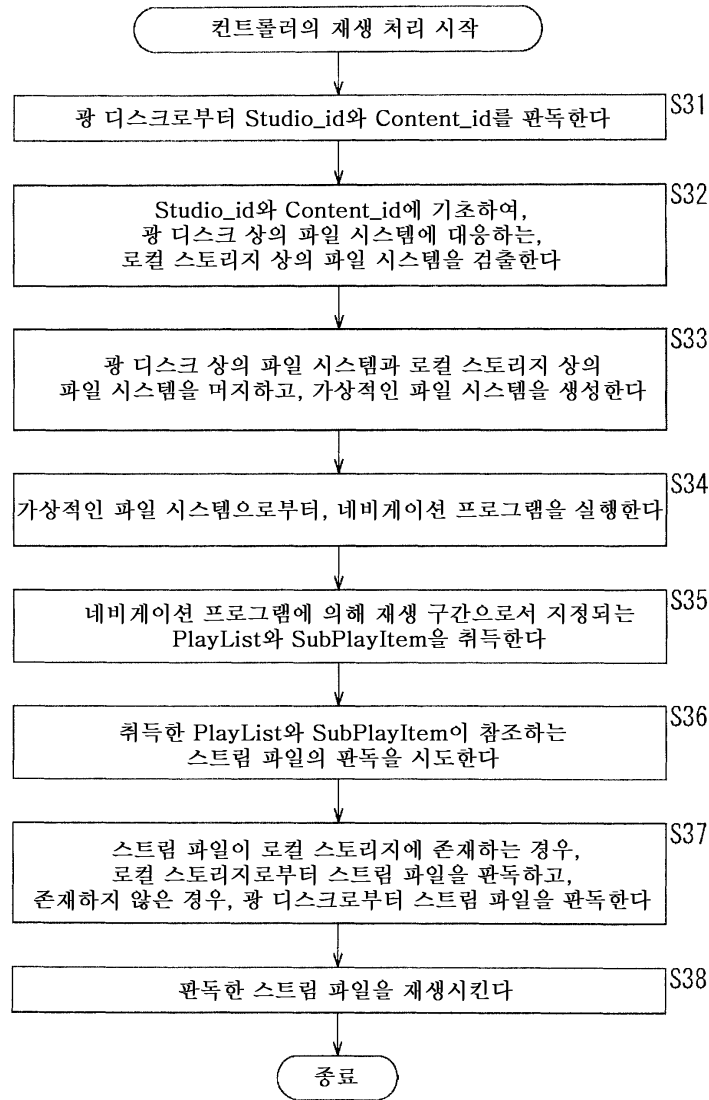 컨트롤러의 재생 처리 시작
S31
광 디스크로부터 Studio_id와 Content_id를 판독한다
S32
Studio_id와 Content_id에 기초하여,
광 디스크 상의 파일 시스템에 대응하는,
로컬 스토리지 상의 파일 시스템을 검출한다
S33
광 디스크 상의 파일 시스템과 로컬 스토리지 상의
파일 시스템을 머지하고, 가상적인 파일 시스템을 생성한다
S34
가상적인 파일 시스템으로부터, 네비게이션 프로그램을 실행한다
S35
네비게이션 프로그램에 의해 재생 구간으로서 지정되는
PlayList와 SubPlayItem을 취득한다
S36
취득한 PlayList와 SubPlayItem이 참조하는
스트림 파일의 판독을 시도한다
S37
스트림 파일이 로컬 스토리지에 존재하는 경우,
로컬 스토리지로부터 스트림 파일을 판독하고,
존재하지 않은 경우, 광 디스크로부터 스트림 파일을 판독한다
S38
판독한 스트림 파일을 재생시킨다
종료